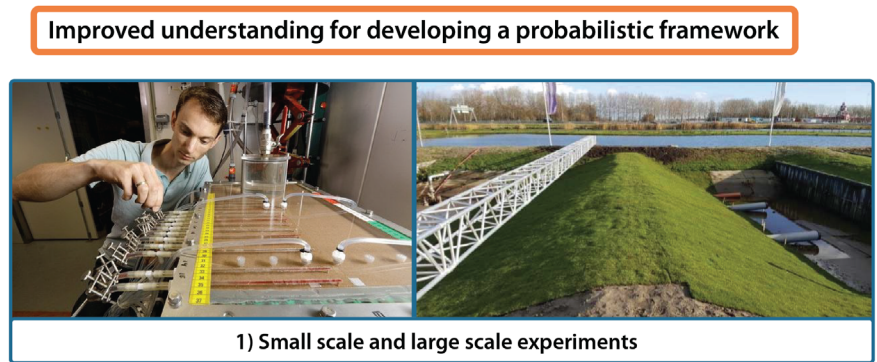 Improved understanding for developing a probabilistic framework
1) Small scale and large scale experiments